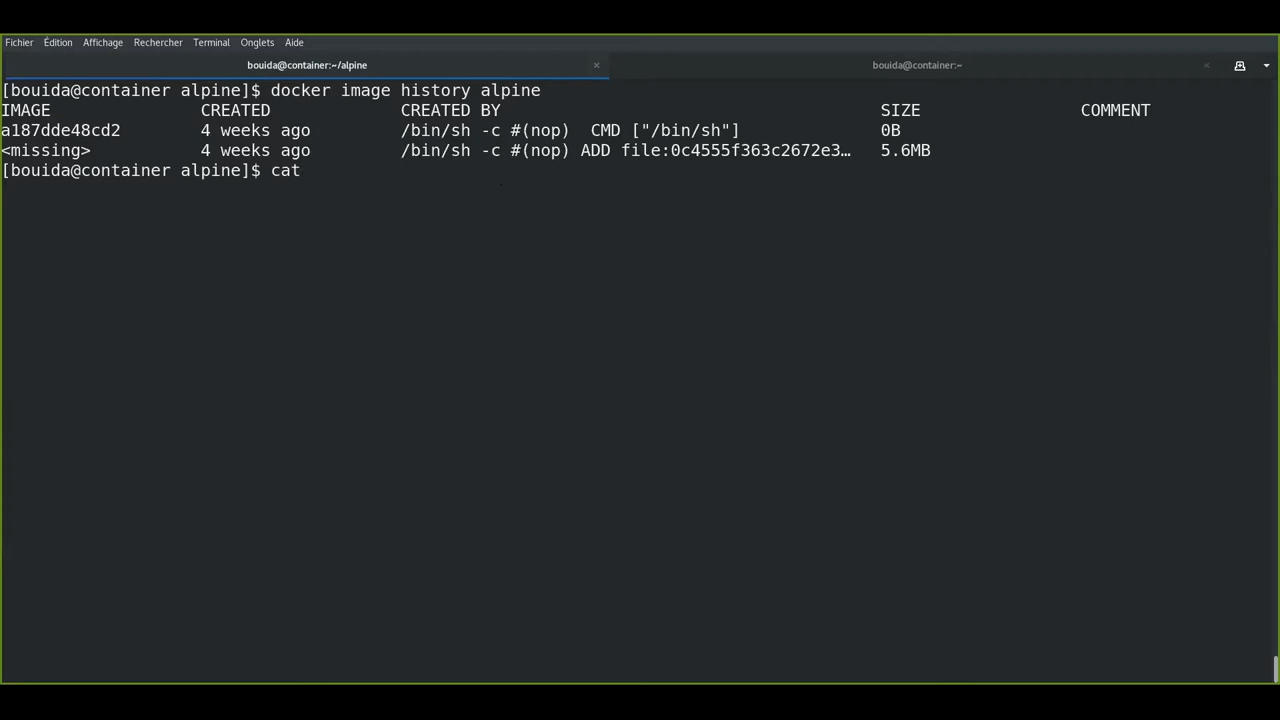 Fichier Édition Affichage Rechercher Terminal Onglets Aide
bouida@container:~/alpine × bouida@container:~ ×
[bouida@container alpine]$ docker image history alpine
IMAGE CREATED CREATED BY SIZE COMMENT
a187dde48cd2 4 weeks ago /bin/sh -c #(nop)  CMD ["/bin/sh"] 0B
<missing> 4 weeks ago /bin/sh -c #(nop) ADD file:0c4555f363c2672e3… 5.6MB
[bouida@container alpine]$ cat